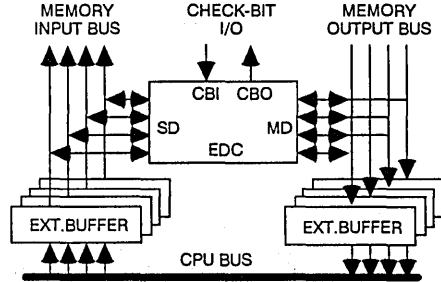 MEMORY
INPUT BUS
CHECK-BIT
I/O
MEMORY
OUTPUT BUS
CBI CBO
SD MD
EDC
EXT.BUFFER
EXT.BUFFER
CPU BUS